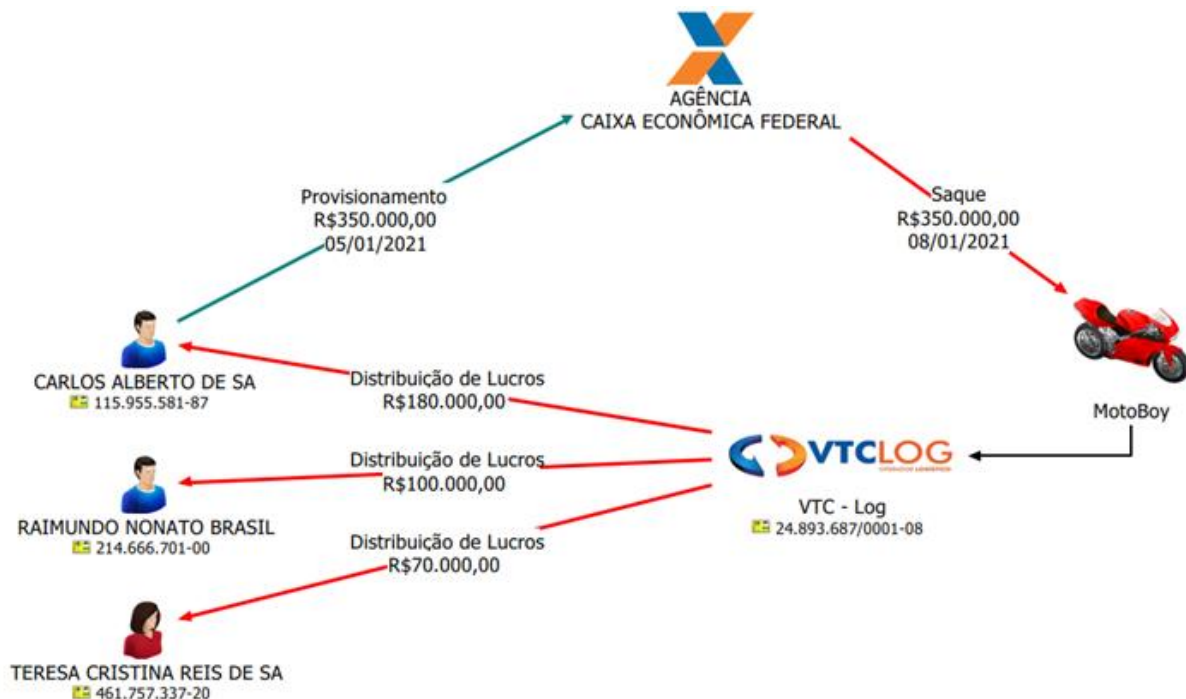 AGÊNCIA
CAIXA ECONÔMICA FEDERAL
Provisionamento
R$350.000,00
05/01/2021
Saque
R$350.000,00
08/01/2021
CARLOS ALBERTO DE SA
115.955.581-87
Distribuição de Lucros
R$180.000,00
MotoBoy
Distribuição de Lucros
R$100.000,00
VTCLOG
OPERADOR LOGÍSTICO
VTC - Log
24.893.687/0001-08
RAIMUNDO NONATO BRASIL
214.666.701-00
Distribuição de Lucros
R$70.000,00
TERESA CRISTINA REIS DE SA
461.757.337-20